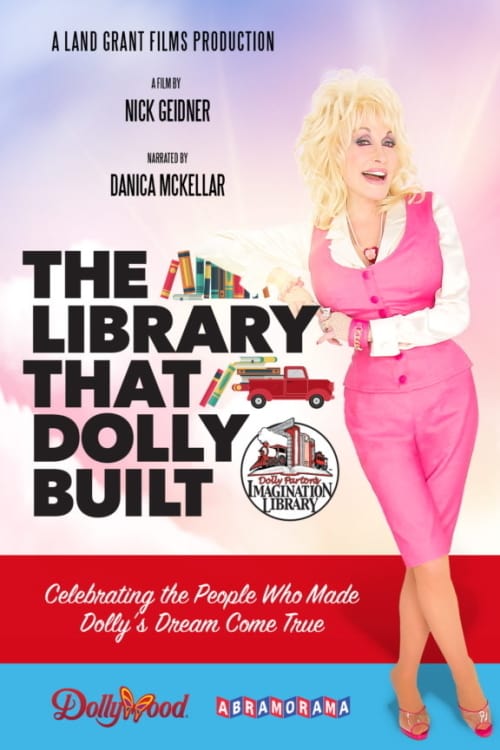 A LAND GRANT FILMS PRODUCTION
A FILM BY
NICK GEIDNER
NARRATED BY
DANICA MCKELLAR
THE
LIBRARY
THAT
DOLLY
BUILT
Dolly Parton's
IMAGINATION
LIBRARY
Celebrating the People Who Made
Dolly's Dream Come True
Dollywood
ABRAMORAMA